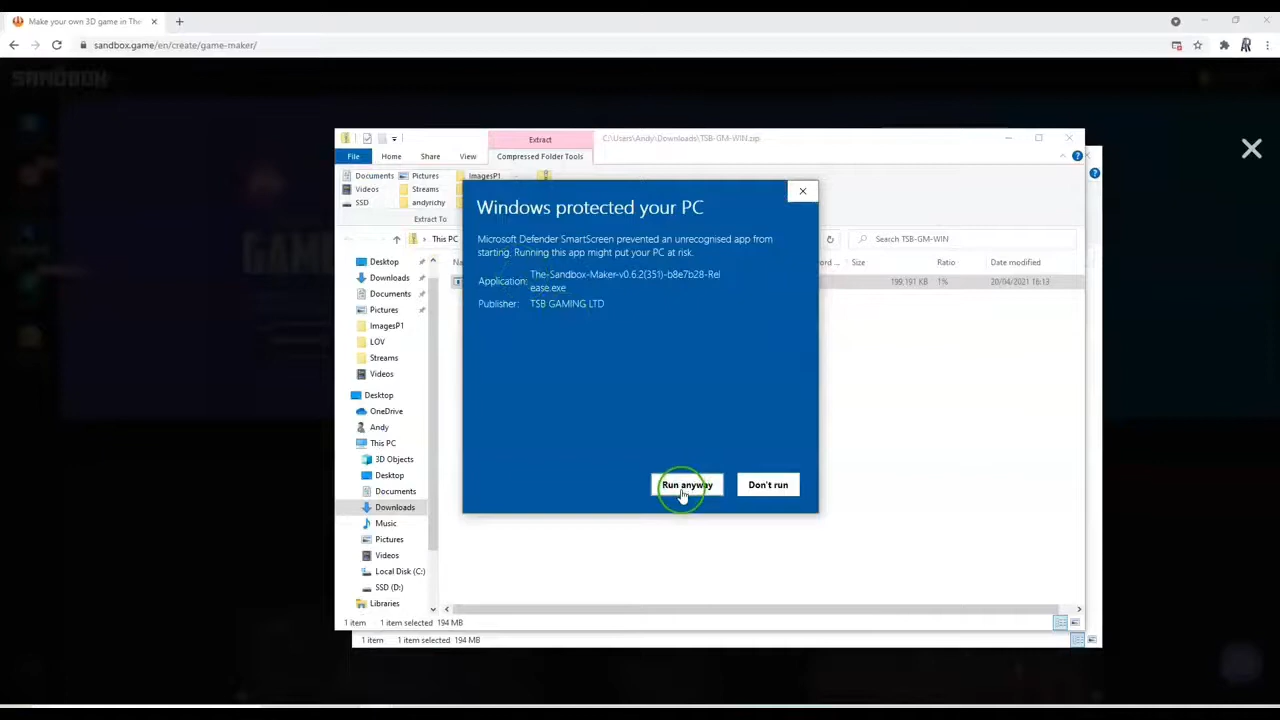 Make your own 3D game in The
sandbox.game/en/create/game-maker/
SANDBOX
Extract
C:\Users\Andy\Downloads\TSB-GM-WIN.zip
File
Home
Share
View
Compressed Folder Tools
Documents
Pictures
ImagesP1
Videos
Streams
SSD
andyrichy
Extract To
This PC
Search TSB-GM-WIN
Size
Ratio
Date modified
199,191 KB
1%
20/04/2021 16:13
Desktop
Downloads
Documents
Pictures
ImagesP1
LOV
Streams
Videos
Desktop
OneDrive
Andy
This PC
3D Objects
Desktop
Documents
Downloads
Music
Pictures
Videos
Local Disk (C:)
SSD (D:)
Libraries
Windows protected your PC
Microsoft Defender SmartScreen prevented an unrecognised app from
starting. Running this app might put your PC at risk.
Application: The-Sandbox-Maker-v0.6.2(351)-b8e7b28-Rel
ease.exe
Publisher: TSB GAMING LTD
Run anyway
Don't run
1 item
1 item selected 194 MB
1 item
1 item selected 194 MB